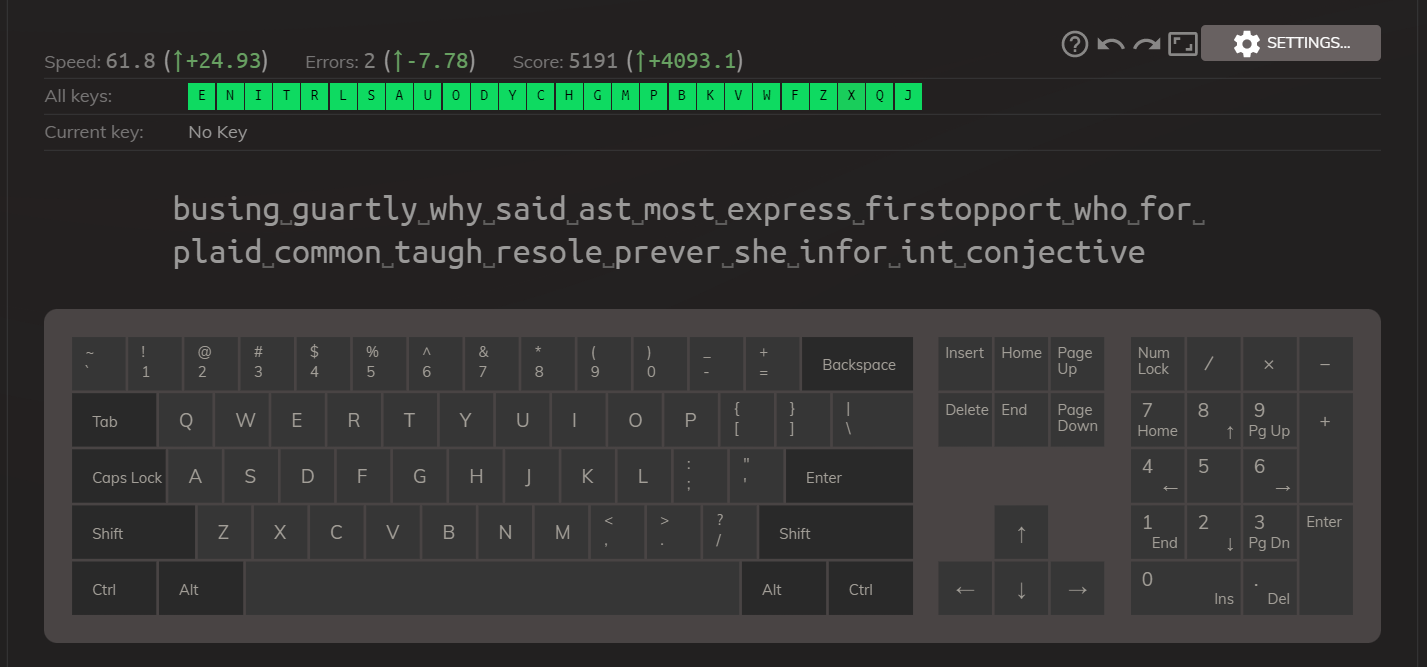 Speed: 61.8 (↑+24.93) Errors: 2 (↑-7.78) Score: 5191 (↑+4093.1) ? SETTINGS...
All keys: E N I T R L S A U O D Y C H G M P B K V W F Z X Q J
Current key: No Key
busing␣guartly␣why␣said␣ast␣most␣express␣firstopport␣who␣for␣
plaid␣common␣taugh␣resole␣prever␣she␣infor␣int␣conjective
~ ! @ # $ % ^ & * ( ) _ +
` 1 2 3 4 5 6 7 8 9 0 - = Backspace
Insert Home Page Up Num Lock / × −
Tab Q W E R T Y U I O P { [ } ] | \
Delete End Page Down 7 Home 8 ↑ 9 Pg Up +
Caps Lock A S D F G H J K L : ; " ' Enter
4 ← 5 6 →
Shift Z X C V B N M < , > . ? / Shift
↑ 1 End 2 ↓ 3 Pg Dn Enter
Ctrl Alt Alt Ctrl
← ↓ → 0 Ins . Del